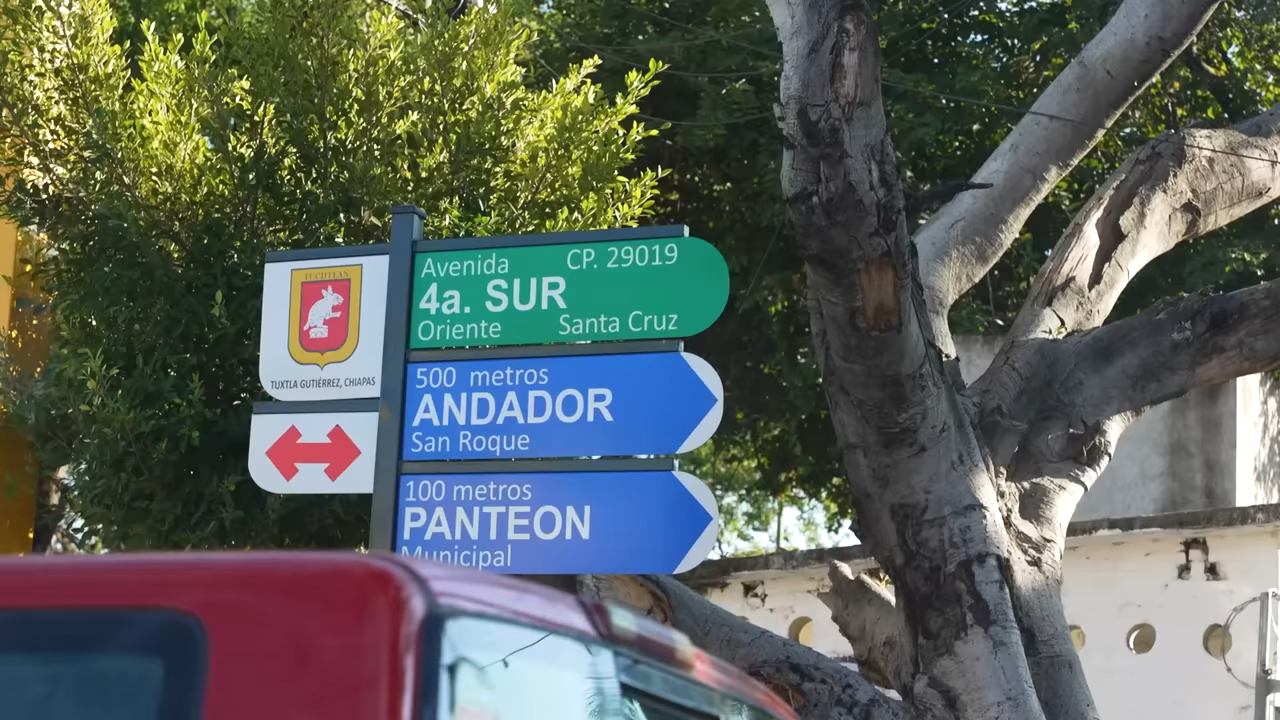 TUCHTLAN
TUXTLA GUTIÉRREZ, CHIAPAS
Avenida CP. 29019
4a. SUR
Oriente Santa Cruz
500 metros
ANDADOR
San Roque
100 metros
PANTEON
Municipal